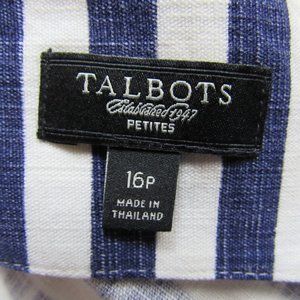 TALBOTS
Established 1947
PETITES
16P
MADE IN
THAILAND